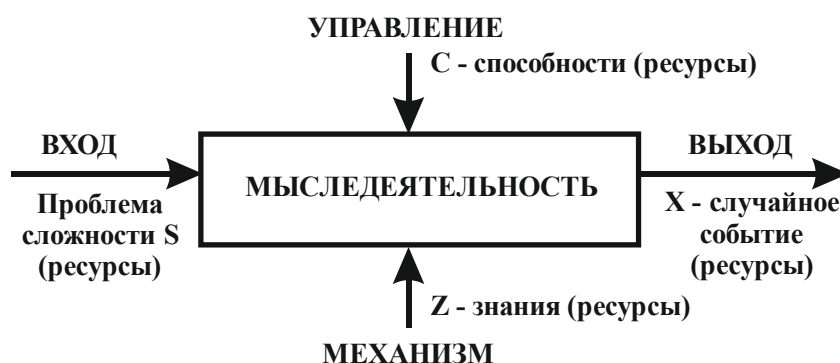 УПРАВЛЕНИЕ
C - способности (ресурсы)
ВХОД
ВЫХОД
МЫСЛЕДЕЯТЕЛЬНОСТЬ
Проблема
сложности S
(ресурсы)
X - случайное
событие
(ресурсы)
Z - знания (ресурсы)
МЕХАНИЗМ